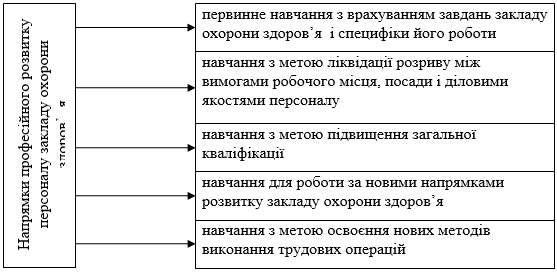 Напрямки професійного розвитку
персоналу закладу охорони
здоров’я
первинне навчання з врахуванням завдань закладу
охорони здоров’я і специфіки його роботи
навчання з метою ліквідації розриву між
вимогами робочого місця, посади і діловими
якостями персоналу
навчання з метою підвищення загальної
кваліфікації
навчання для роботи за новими напрямками
розвитку закладу охорони здоров’я
навчання з метою освоєння нових методів
виконання трудових операцій